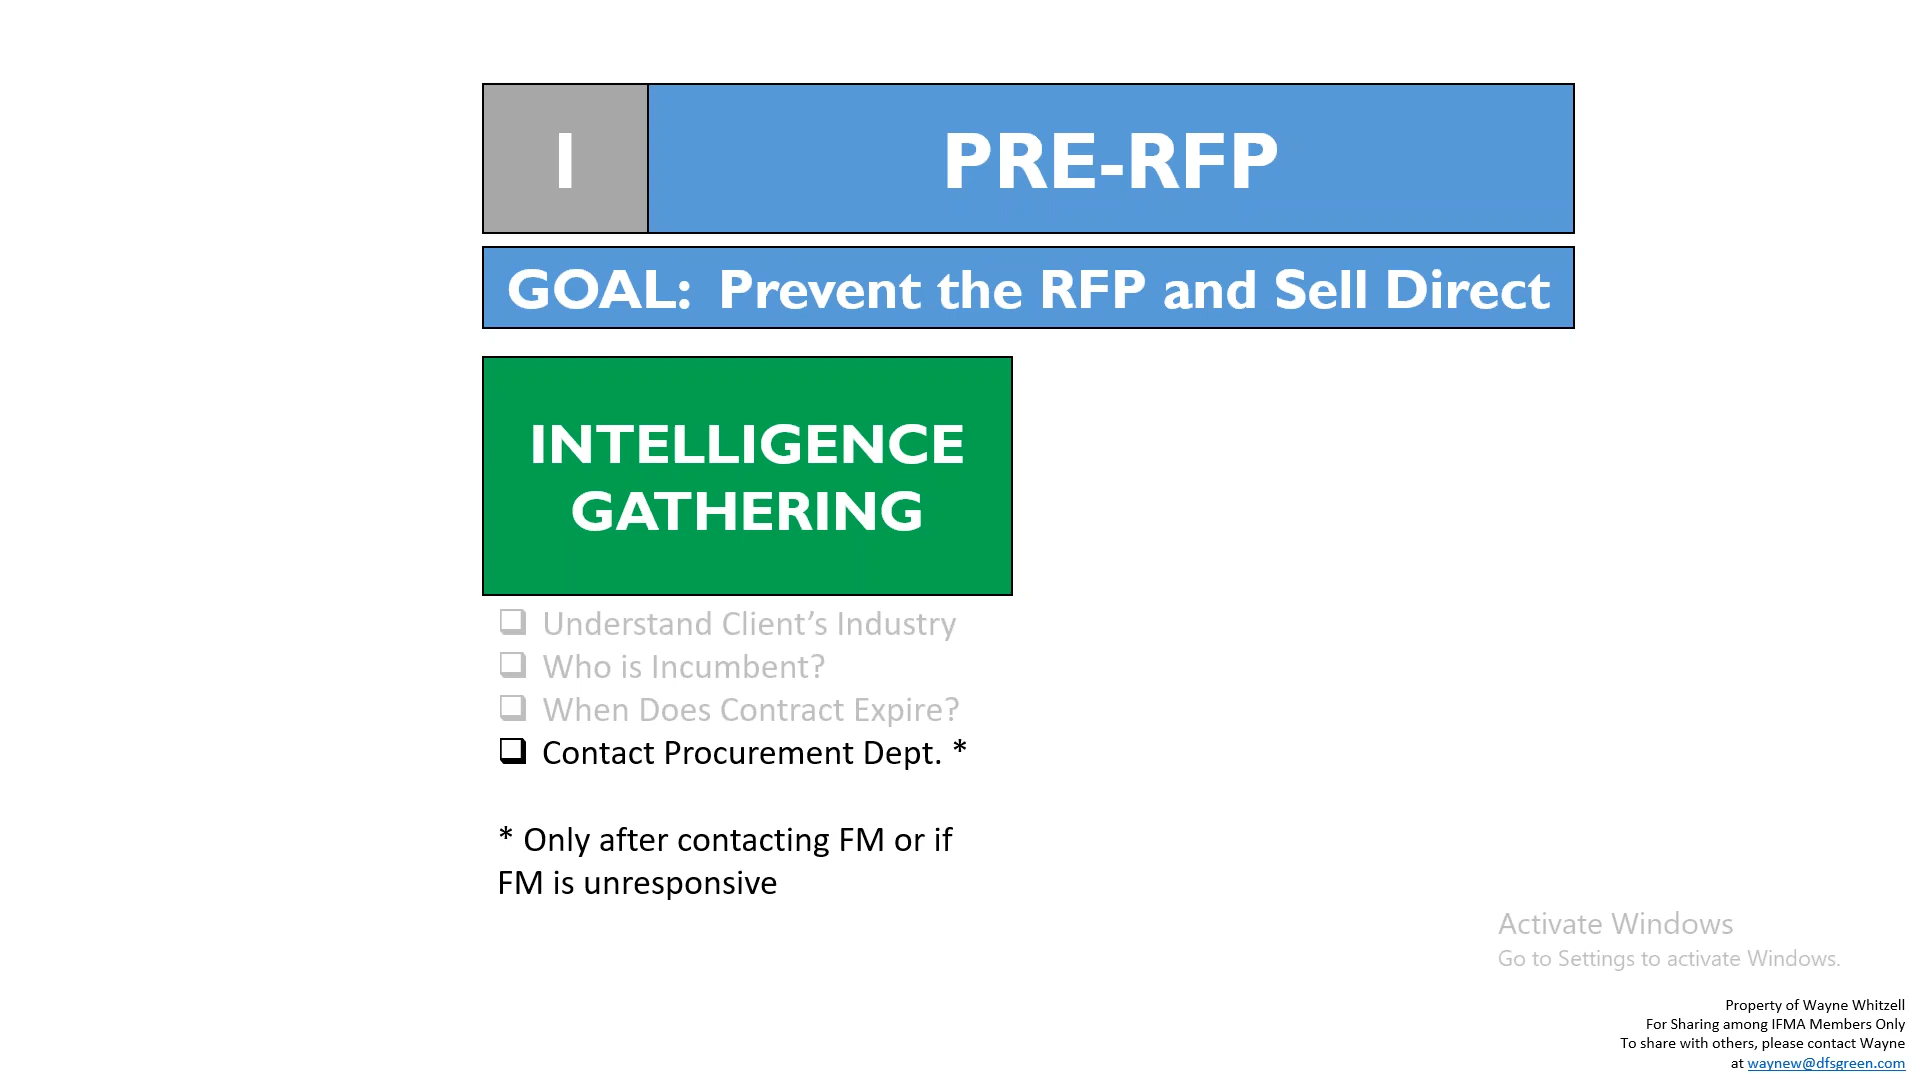 I
PRE-RFP
GOAL: Prevent the RFP and Sell Direct
INTELLIGENCE
GATHERING
❑ Understand Client’s Industry
❑ Who is Incumbent?
❑ When Does Contract Expire?
❑ Contact Procurement Dept. *
* Only after contacting FM or if
FM is unresponsive
Activate Windows
Go to Settings to activate Windows.
Property of Wayne Whitzell
For Sharing among IFMA Members Only
To share with others, please contact Wayne
at waynew@dfsgreen.com